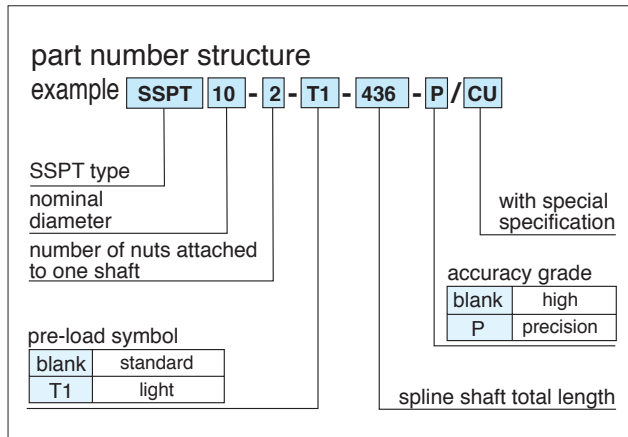 part number structure
example SSPT 10 - 2 - T1 - 436 - P / CU
SSPT type
nominal
diameter
number of nuts attached
to one shaft
with special
specification
accuracy grade
blank high
P precision
pre-load symbol
blank standard
T1 light
spline shaft total length